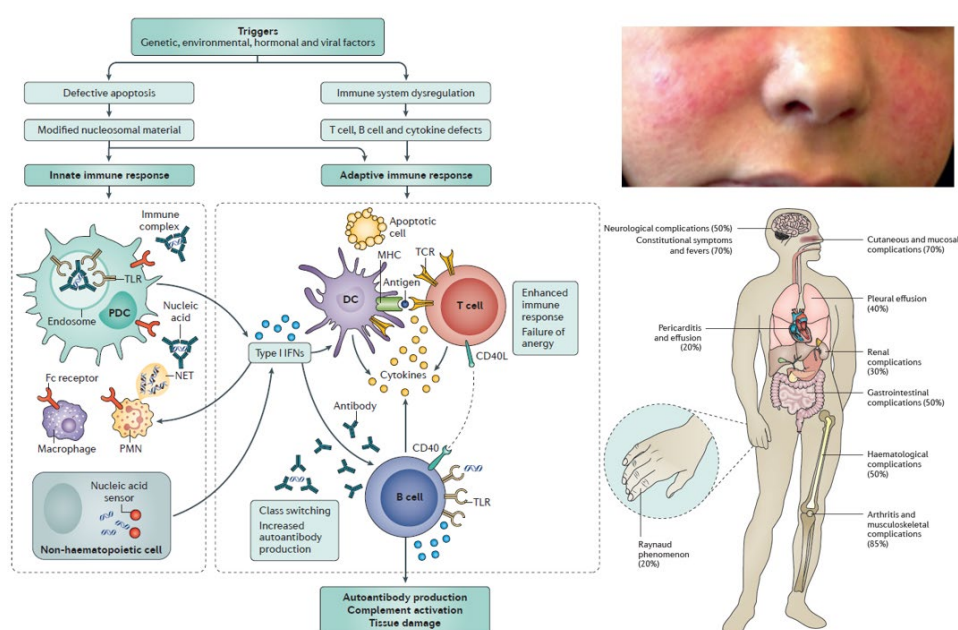 Triggers
Genetic, environmental, hormonal and viral factors
Defective apoptosis
Immune system dysregulation
Modified nucleosomal material
T cell, B cell and cytokine defects
Innate immune response
Adaptive immune response
Immune
complex
TLR
Endosome
PDC
Nucleic
acid
Fc receptor
NET
Macrophage
PMN
Nucleic acid
sensor
Non-haematopoietic cell
Type I IFNs
Apoptotic
cell
MHC
TCR
Antigen
DC
T cell
Enhanced
immune
response
Failure of
anergy
CD40L
Cytokines
Antibody
CD40
B cell
TLR
Class switching
Increased
autoantibody
production
Autoantibody production
Complement activation
Tissue damage
Neurological complications (50%)
Constitutional symptoms
and fevers (70%)
Cutaneous and mucosal
complications (70%)
Pleural effusion
(40%)
Pericarditis
and effusion
(20%)
Renal
complications
(30%)
Gastrointestinal
complications (50%)
Haematological
complications
(50%)
Arthritis and
musculoskeletal
complications
(85%)
Raynaud
phenomenon
(20%)